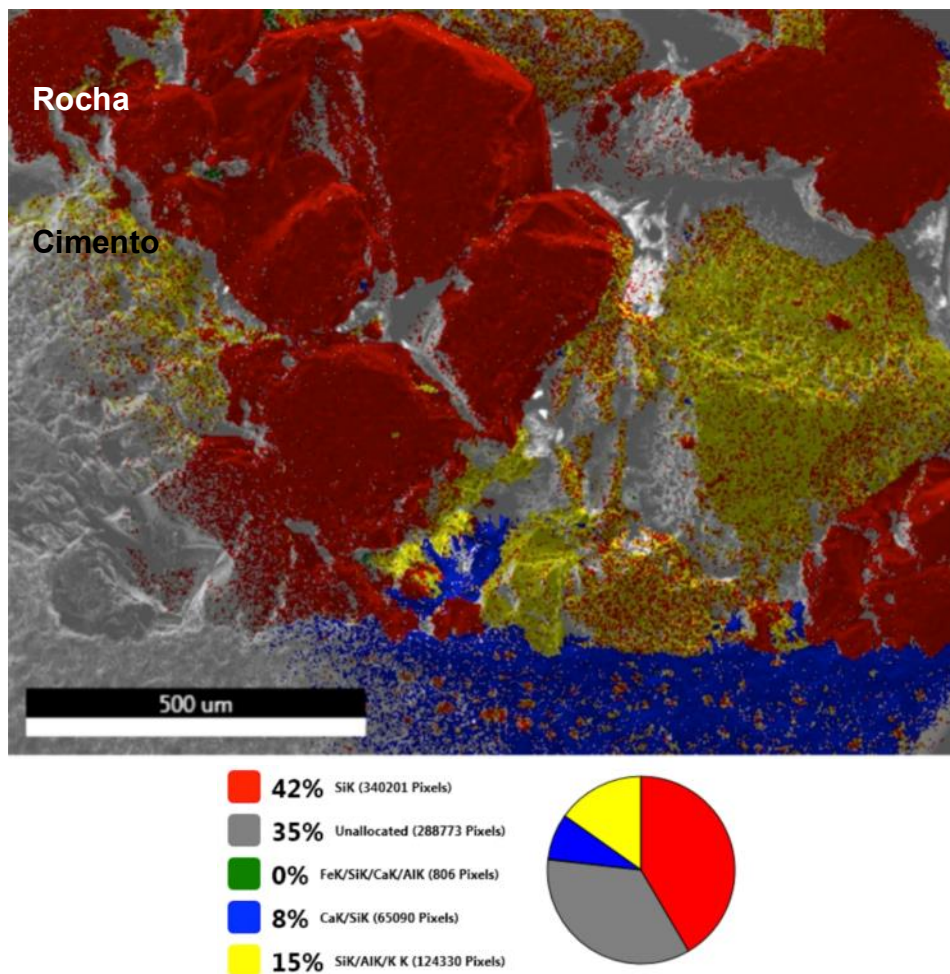 Rocha
Cimento
500 um
42% SiK (340201 Pixels)
35% Unallocated (288773 Pixels)
0% FeK/SiK/CaK/AlK (806 Pixels)
8% CaK/SiK (65090 Pixels)
15% SiK/AlK/K K (124330 Pixels)